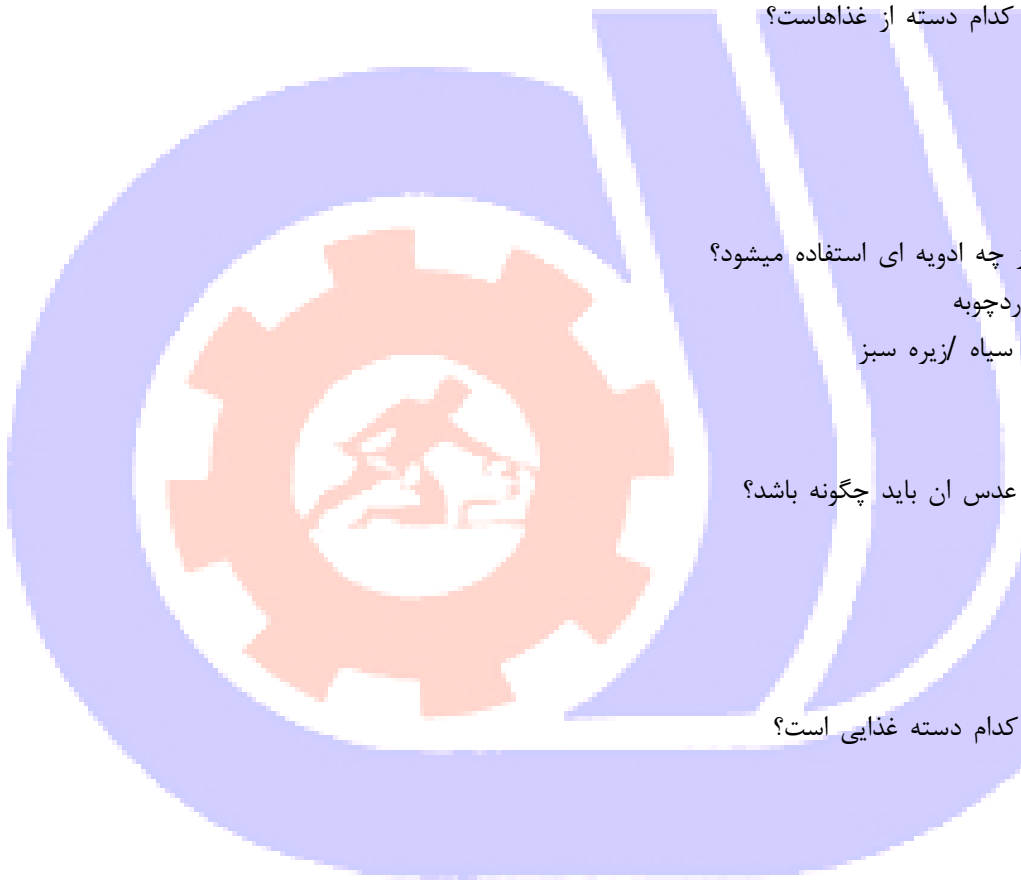 کدام دسته از غذاهاست؟
چه ادویه ای استفاده میشود؟
ردچوبه
سیاه /زیره سبز
عدس ان باید چگونه باشد؟
کدام دسته غذایی است؟